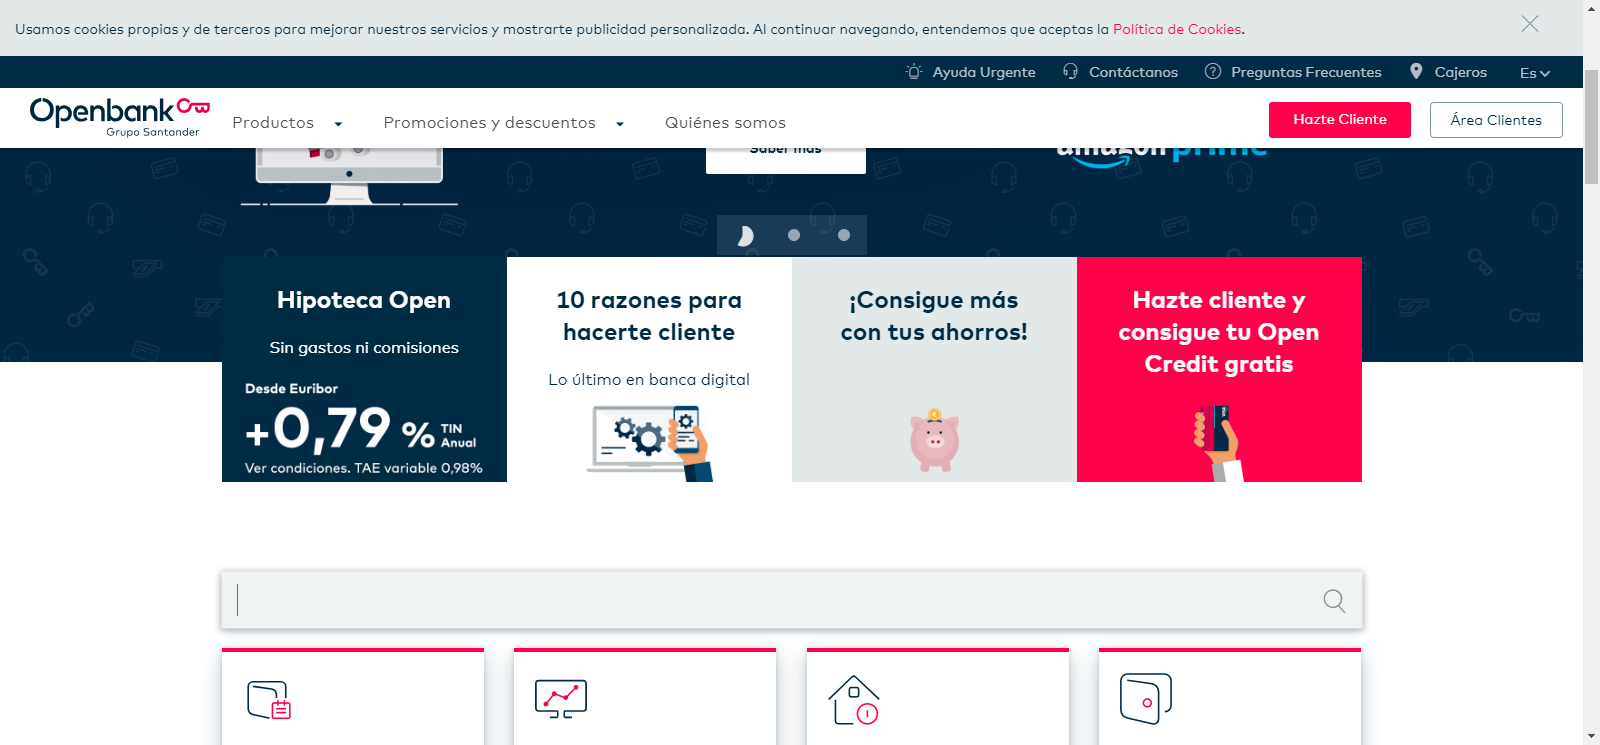 Usamos cookies propias y de terceros para mejorar nuestros servicios y mostrarte publicidad personalizada. Al continuar navegando, entendemos que aceptas la Política de Cookies.
Ayuda Urgente Contáctanos Preguntas Frecuentes Cajeros Es
Openbank
Grupo Santander
Productos Promociones y descuentos Quiénes somos Hazte Cliente Área Clientes
Saber más
amazon prime
Hipoteca Open
Sin gastos ni comisiones
Desde Euribor
+0,79 % TIN
Anual
Ver condiciones. TAE variable 0,98%
10 razones para
hacerte cliente
Lo último en banca digital
¡Consigue más
con tus ahorros!
Hazte cliente y
consigue tu Open
Credit gratis